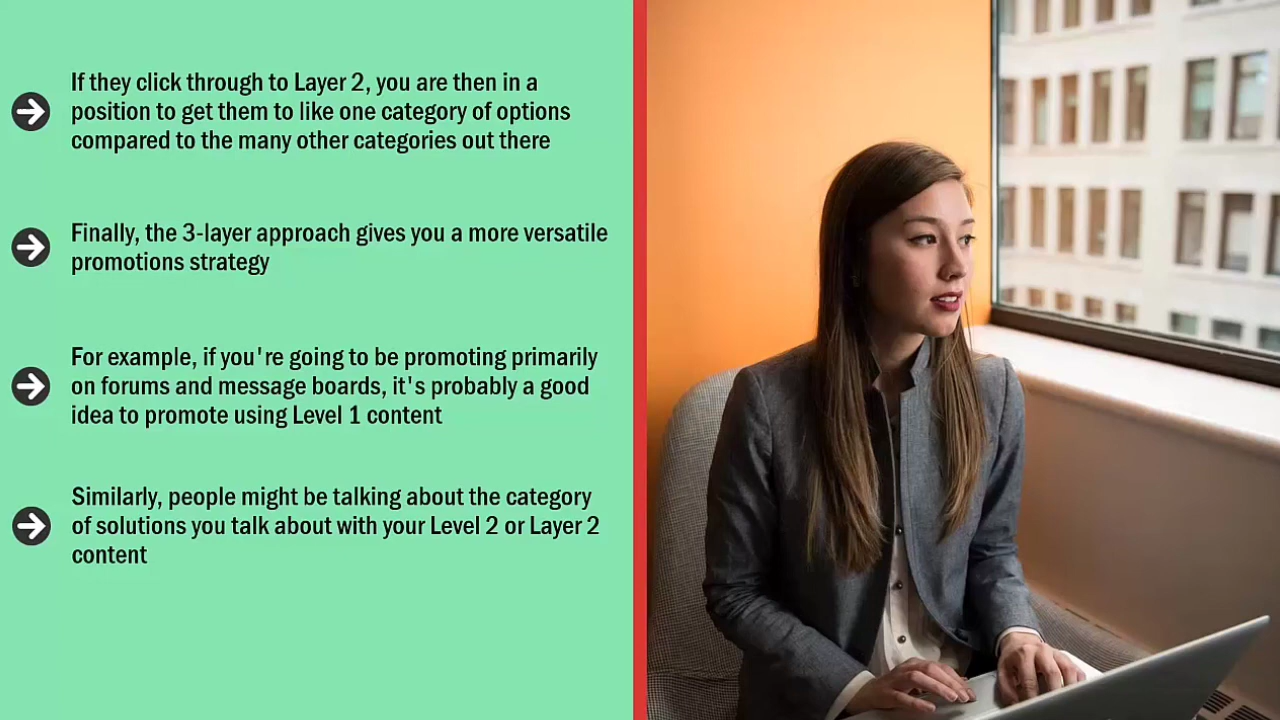 If they click through to Layer 2, you are then in a
position to get them to like one category of options
compared to the many other categories out there
Finally, the 3-layer approach gives you a more versatile
promotions strategy
For example, if you're going to be promoting primarily
on forums and message boards, it's probably a good
idea to promote using Level 1 content
Similarly, people might be talking about the category
of solutions you talk about with your Level 2 or Layer 2
content